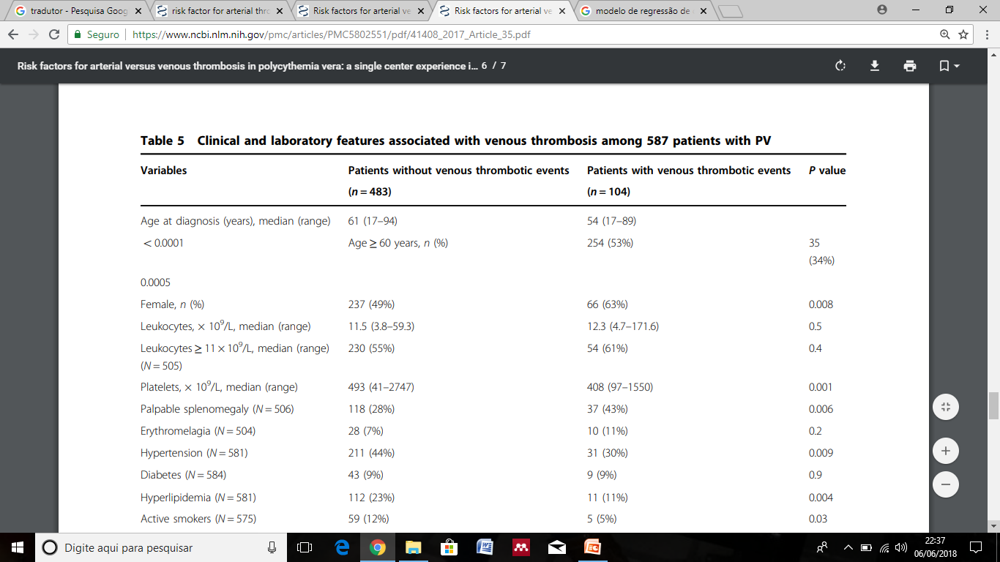 tradutor - Pesquisa Goog
risk factor for arterial thro
Risk factors for arterial ve
Risk factors for arterial ve
modelo de regressão de
Seguro
https://www.ncbi.nlm.nih.gov/pmc/articles/PMC5802551/pdf/41408_2017_Article_35.pdf
Risk factors for arterial versus venous thrombosis in polycythemia vera: a single center experience i... 6 / 7
Table 5 Clinical and laboratory features associated with venous thrombosis among 587 patients with PV
Variables Patients without venous thrombotic events Patients with venous thrombotic events P value
(n = 483) (n = 104)
Age at diagnosis (years), median (range) 61 (17–94) 54 (17–89)
< 0.0001 Age ≥ 60 years, n (%) 254 (53%) 35
(34%)
0.0005
Female, n (%) 237 (49%) 66 (63%) 0.008
Leukocytes, × 10⁹/L, median (range) 11.5 (3.8–59.3) 12.3 (4.7–171.6) 0.5
Leukocytes ≥ 11 × 10⁹/L, median (range) 230 (55%) 54 (61%) 0.4
(N = 505)
Platelets, × 10⁹/L, median (range) 493 (41–2747) 408 (97–1550) 0.001
Palpable splenomegaly (N = 506) 118 (28%) 37 (43%) 0.006
Erythromelagia (N = 504) 28 (7%) 10 (11%) 0.2
Hypertension (N = 581) 211 (44%) 31 (30%) 0.009
Diabetes (N = 584) 43 (9%) 9 (9%) 0.9
Hyperlipidemia (N = 581) 112 (23%) 11 (11%) 0.004
Active smokers (N = 575) 59 (12%) 5 (5%) 0.03
Digite aqui para pesquisar
22:37
06/06/2018